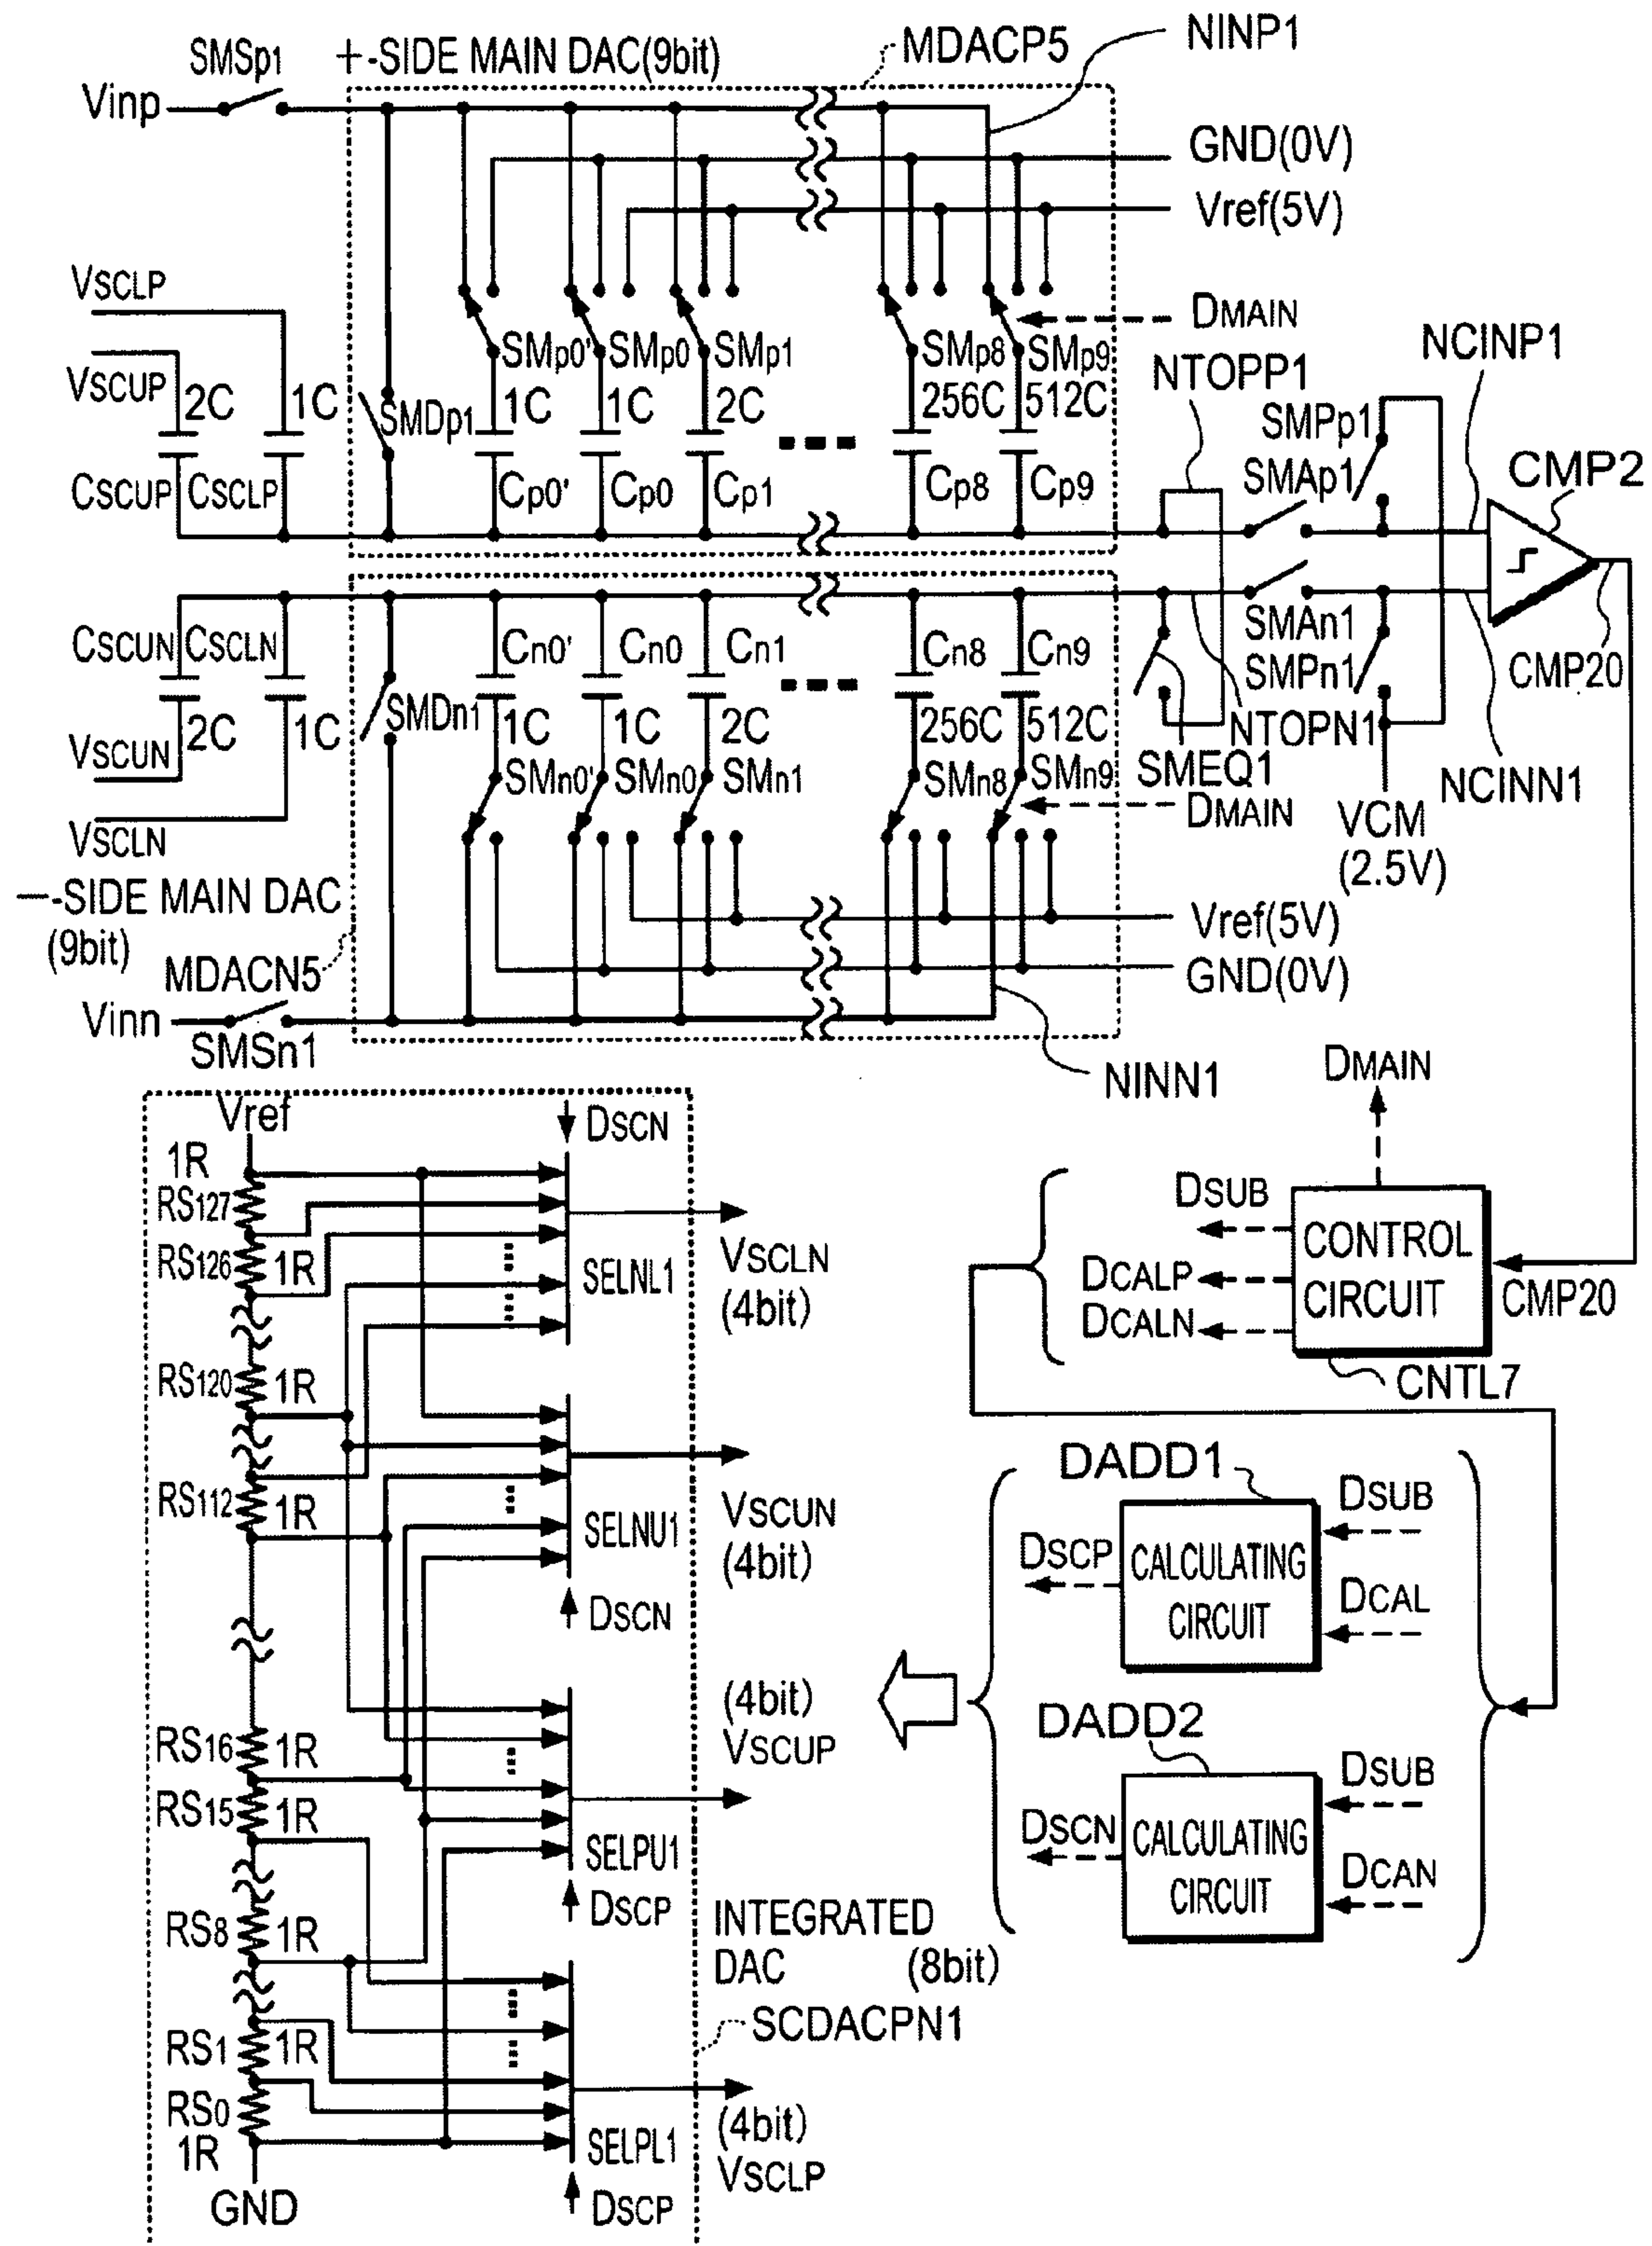 SMSp1 +-SIDE MAIN DAC(9bit) MDACP5 NINP1
Vinp
GND(0V)
Vref(5V)
VSCLP
DMAIN
SMp0' SMp0 SMp1 SMp8 SMp9
NCINP1
VSCUP
NTOPP1
2C 1C SMDp1 1C 1C 2C 256C 512C
SMPp1
SMAp1
CMP2
CSCUP CSCLP Cp0' Cp0 Cp1 Cp8 Cp9
CSCUN CSCLN Cn0' Cn0 Cn1 Cn8 Cn9
SMAn1
SMPn1
CMP20
VSCUN 2C 1C SMDn1 1C 1C 2C 256C 512C
NTOPN1
SMn0' SMn0 SMn1 SMn8 SMn9
SMEQ1
NCINN1
DMAIN
VCM
(2.5V)
VSCLN
—-SIDE MAIN DAC
(9bit)
MDACN5
Vref(5V)
GND(0V)
Vinn
SMSn1
NINN1
DMAIN
Vref
DSCN
1R
RS127
RS126 1R
SELNL1
VSCLN
(4bit)
DSUB
DCALP
DCALN
CONTROL
CIRCUIT
CMP20
CNTL7
RS120 1R
RS112 1R
SELNU1
VSCUN
(4bit)
DSCN
DADD1
DSUB
DSCP
CALCULATING
CIRCUIT
DCAL
(4bit)
VSCUP
RS16 1R
RS15 1R
SELPU1
DSCP
DADD2
DSUB
DSCN
CALCULATING
CIRCUIT
DCAN
RS8 1R
INTEGRATED
DAC (8bit)
SCDACPN1
RS1 1R
RS0
1R
SELPL1
(4bit)
VSCLP
DSCP
GND